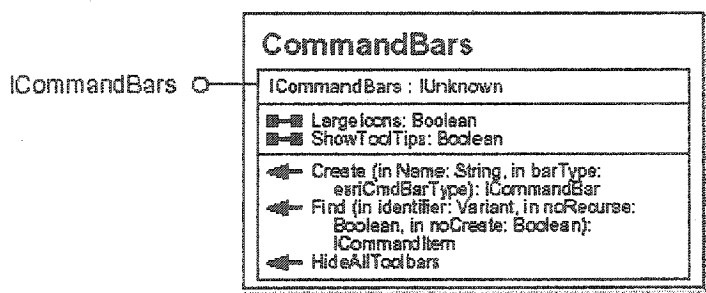 CommandBars
ICommandBars
ICommandBars : IUnknown
LargeIcons: Boolean
ShowToolTips: Boolean
Create (in Name: String, in barType:
esriCmdBarType): ICommandBar
Find (in identifier: Variant, in noRecurse:
Boolean, in noCreate: Boolean):
ICommandItem
HideAllToolbars